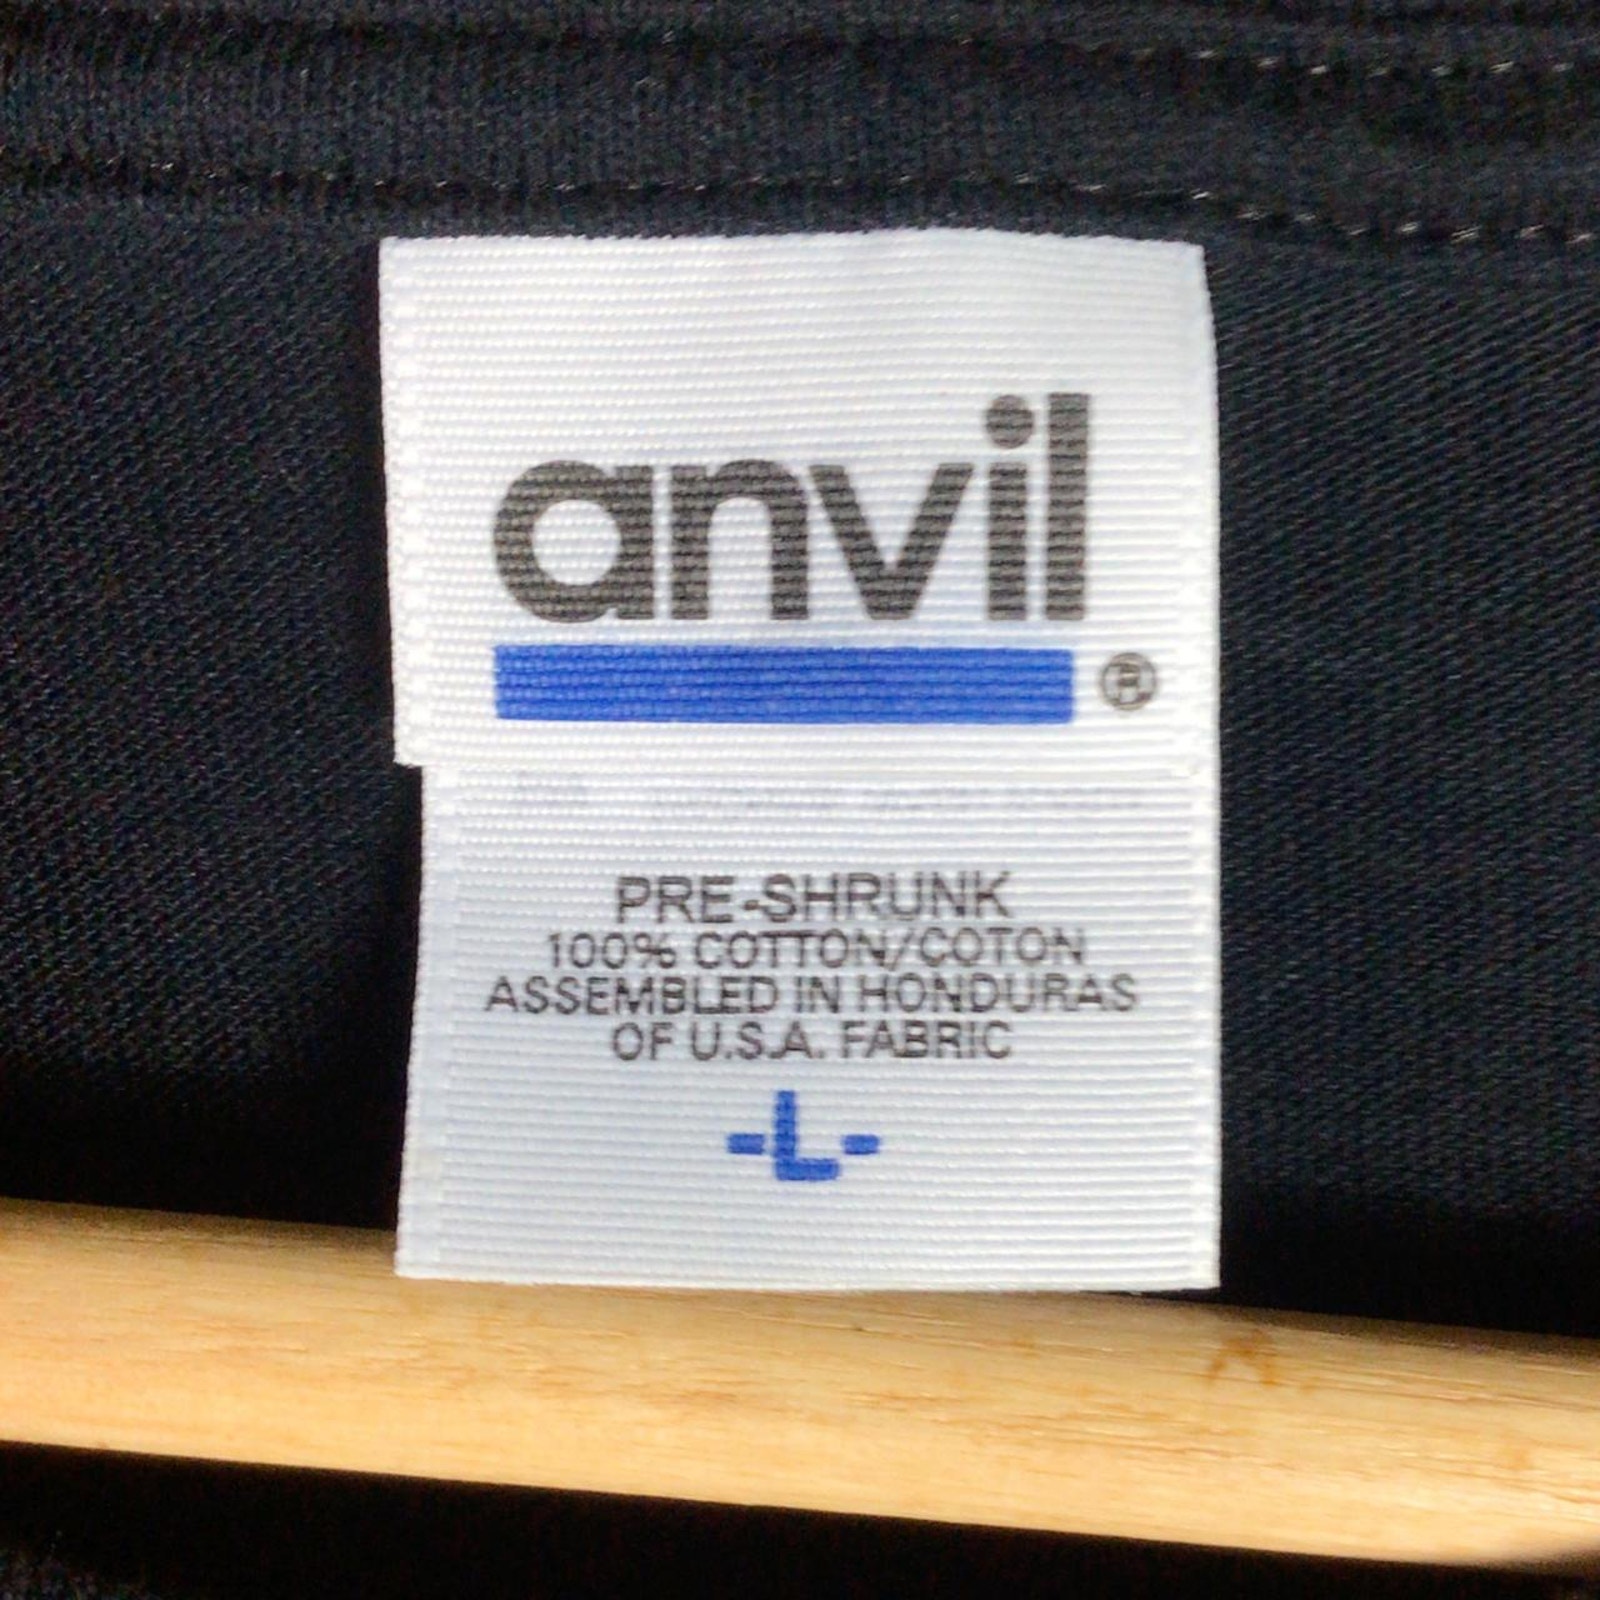 anvil
®
PRE-SHRUNK
100% COTTON/COTON
ASSEMBLED IN HONDURAS
OF U.S.A. FABRIC
-L-